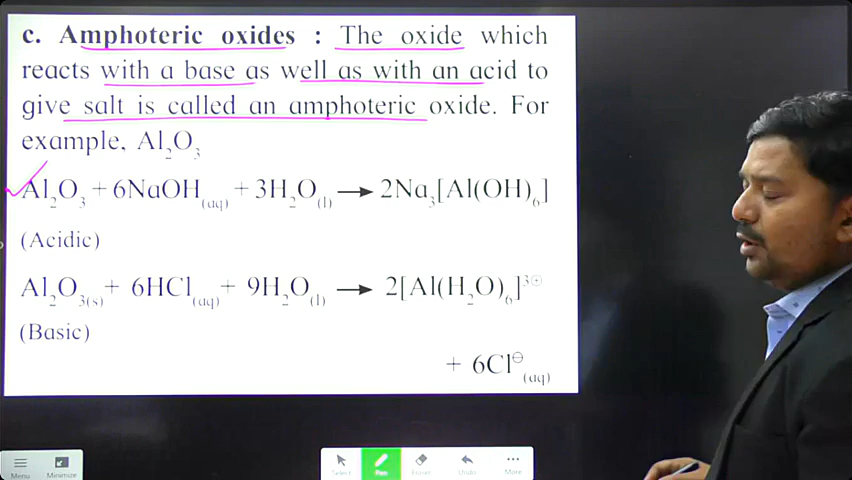 c. Amphoteric oxides : The oxide which
reacts with a base as well as with an acid to
give salt is called an amphoteric oxide. For
example, Al₂O₃
Al₂O₃ + 6NaOH(aq) + 3H₂O(l) → 2Na₃[Al(OH)₆]
(Acidic)
Al₂O₃(s) + 6HCl(aq) + 9H₂O(l) → 2[Al(H₂O)₆]³⊕
(Basic)
+ 6Cl⊖(aq)
Menu Minimize Select Pen Eraser Undo More